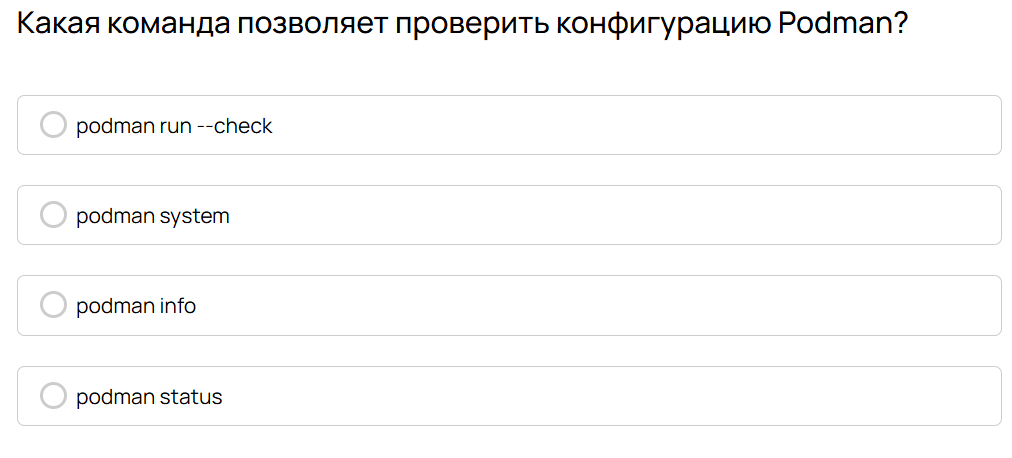 Какая команда позволяет проверить конфигурацию Podman?
podman run --check
podman system
podman info
podman status